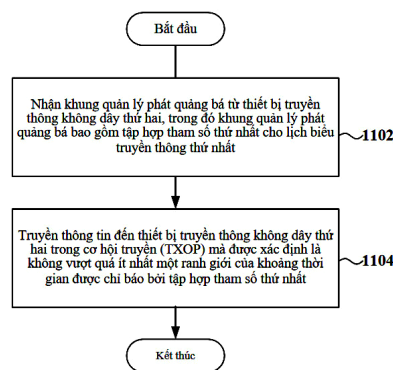 Bắt đầu
Nhận khung quản lý phát quảng bá từ thiết bị truyền
thông không dây thứ hai, trong đó khung quản lý phát
quảng bá bao gồm tập hợp tham số thứ nhất cho lịch biểu
truyền thông thứ nhất
1102
Truyền thông tin đến thiết bị truyền thông không dây thứ
hai trong cơ hội truyền (TXOP) mà được xác định là
không vượt quá ít nhất một ranh giới của khoảng thời
gian được chỉ báo bởi tập hợp tham số thứ nhất
1104
Kết thúc